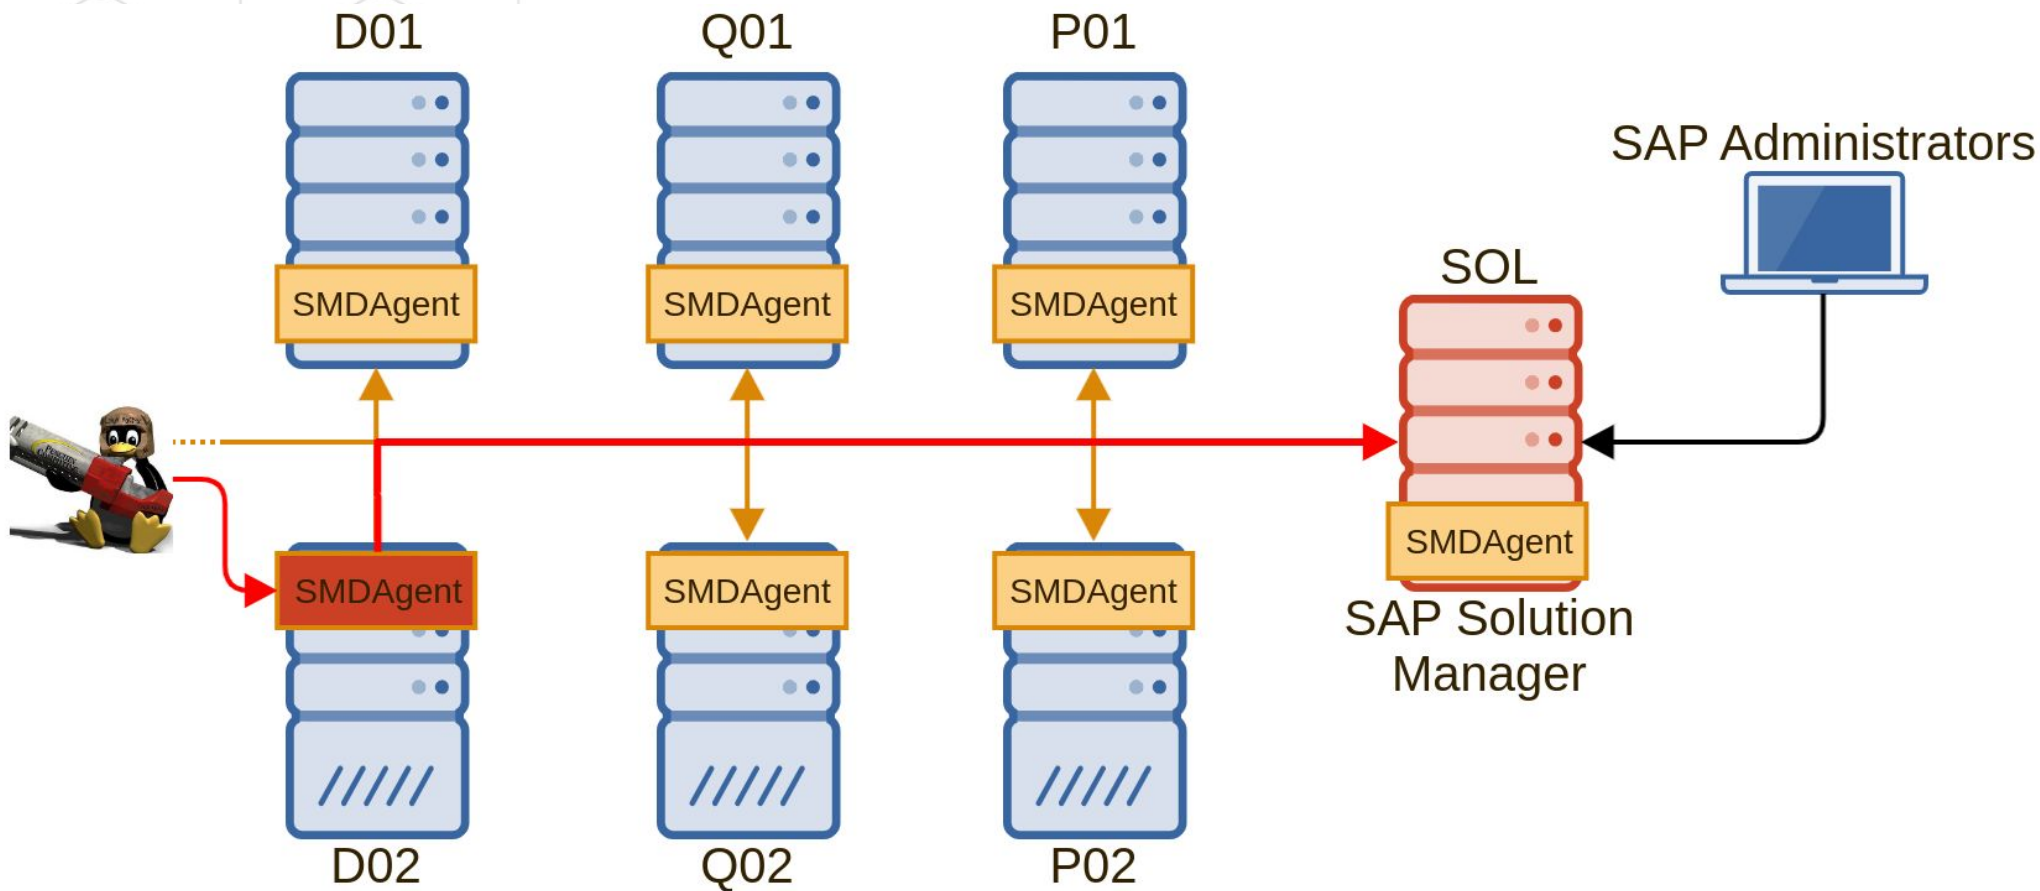 D01
Q01
P01
SAP Administrators
SMDAgent
SMDAgent
SMDAgent
SOL
SMDAgent
SAP Solution
Manager
SMDAgent
SMDAgent
SMDAgent
D02
Q02
P02